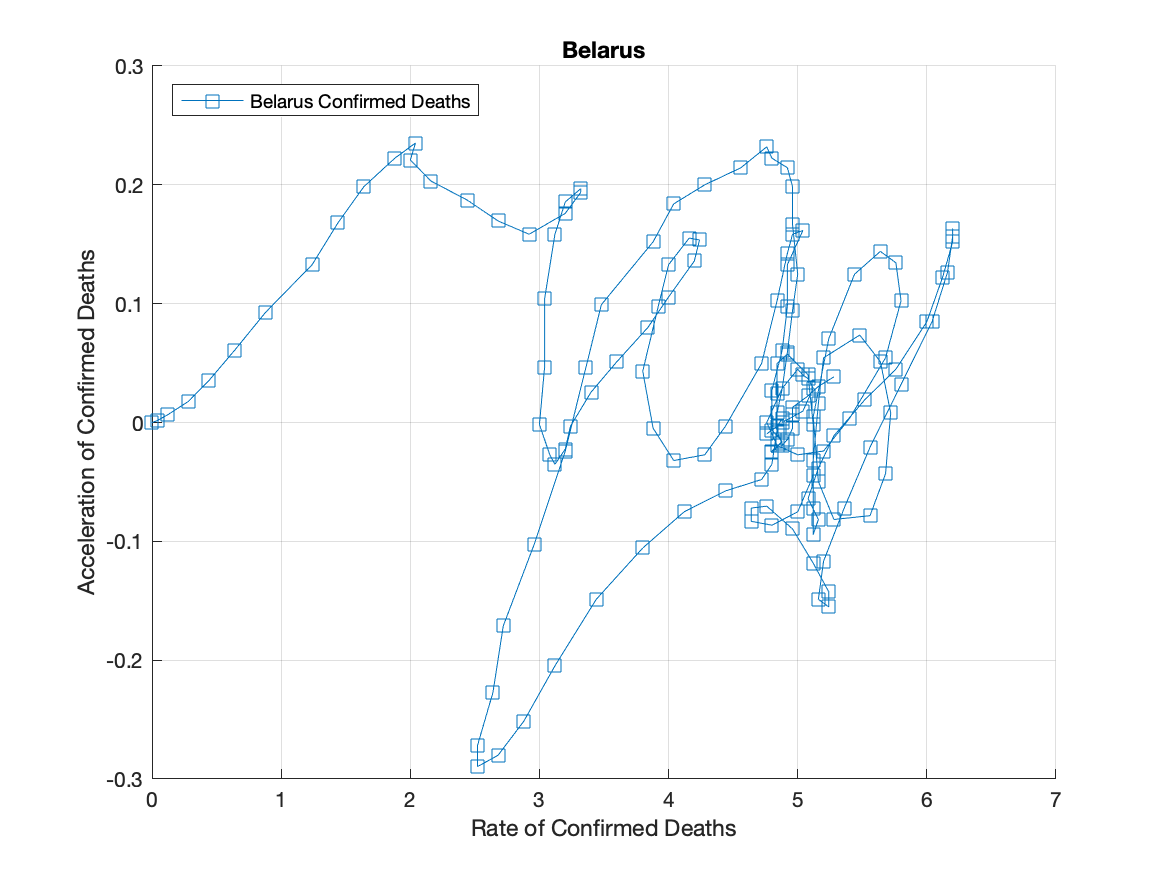 Belarus
0.3
Belarus Confirmed Deaths
0.2
0.1
0
-0.1
-0.2
-0.3
Acceleration of Confirmed Deaths
0 1 2 3 4 5 6 7
Rate of Confirmed Deaths